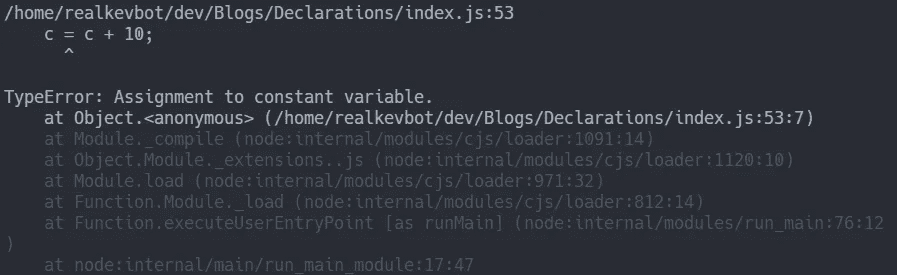 /home/realkevbot/dev/Blogs/Declarations/index.js:53
    c = c + 10;
      ^
TypeError: Assignment to constant variable.
    at Object.<anonymous> (/home/realkevbot/dev/Blogs/Declarations/index.js:53:7)
    at Module._compile (node:internal/modules/cjs/loader:1091:14)
    at Object.Module._extensions..js (node:internal/modules/cjs/loader:1120:10)
    at Module.load (node:internal/modules/cjs/loader:971:32)
    at Function.Module._load (node:internal/modules/cjs/loader:812:14)
    at Function.executeUserEntryPoint [as runMain] (node:internal/modules/run_main:76:12
)
    at node:internal/main/run_main_module:17:47